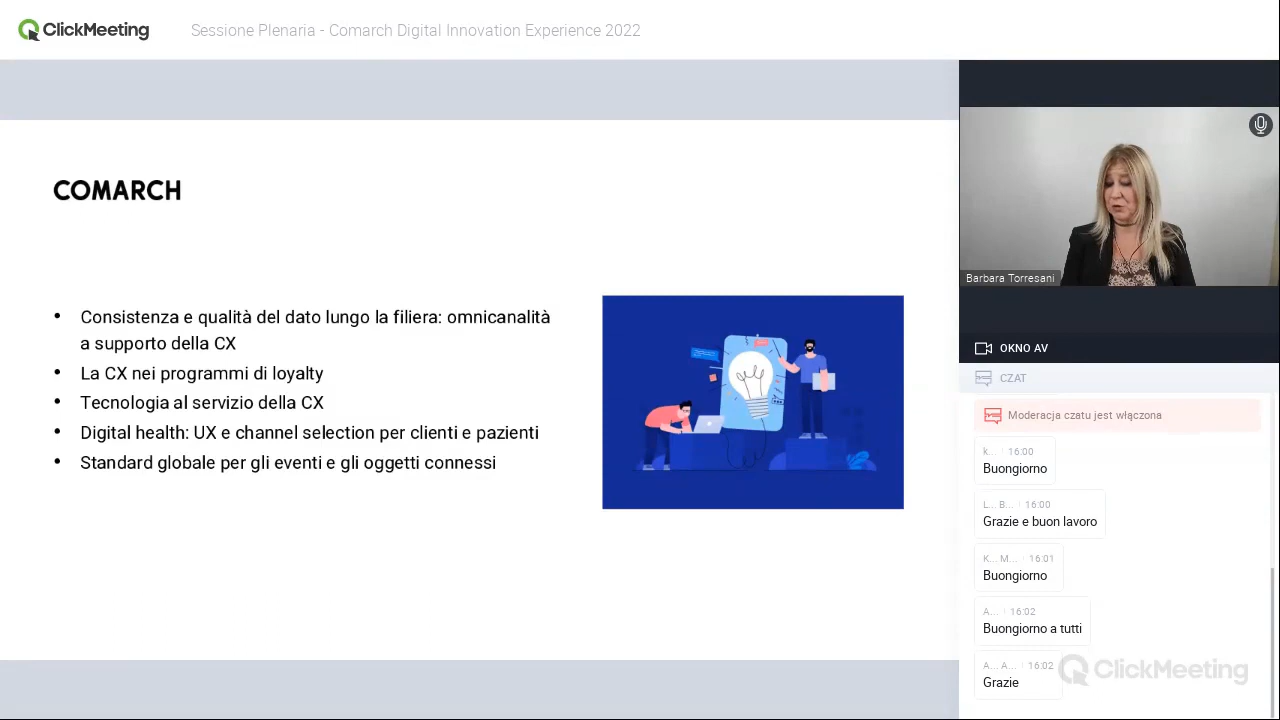 ClickMeeting
Sessione Plenaria - Comarch Digital Innovation Experience 2022
COMARCH
• Consistenza e qualità del dato lungo la filiera: omnicanalità
a supporto della CX
• La CX nei programmi di loyalty
• Tecnologia al servizio della CX
• Digital health: UX e channel selection per clienti e pazienti
• Standard globale per gli eventi e gli oggetti connessi
Barbara Torresani
OKNO AV
CZAT
Moderacja czatu jest włączona
k... 16:00
Buongiorno
L... B... 16:00
Grazie e buon lavoro
K... M... 16:01
Buongiorno
A... 16:02
Buongiorno a tutti
A... A... 16:02
Grazie
ClickMeeting